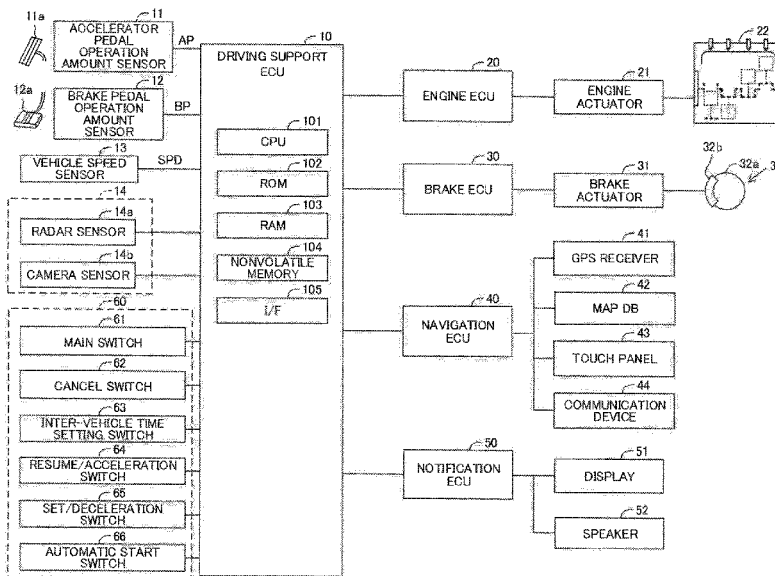 11a
11
ACCELERATOR
PEDAL
OPERATION
AMOUNT SENSOR
AP
12a
12
BRAKE PEDAL
OPERATION
AMOUNT
SENSOR
BP
13
VEHICLE SPEED
SENSOR
SPD
14
14a
RADAR SENSOR
14b
CAMERA SENSOR
60
61
MAIN SWITCH
62
CANCEL SWITCH
63
INTER-VEHICLE TIME
SETTING SWITCH
64
RESUME/ACCELERATION
SWITCH
65
SET/DECELERATION
SWITCH
66
AUTOMATIC START
SWITCH
10
DRIVING SUPPORT
ECU
101
CPU
102
ROM
103
RAM
104
NONVOLATILE
MEMORY
105
I/F
20
ENGINE ECU
21
ENGINE
ACTUATOR
22
30
BRAKE ECU
31
BRAKE
ACTUATOR
32b
32a
40
NAVIGATION
ECU
41
GPS RECEIVER
42
MAP DB
43
TOUCH PANEL
44
COMMUNICATION
DEVICE
50
NOTIFICATION
ECU
51
DISPLAY
52
SPEAKER